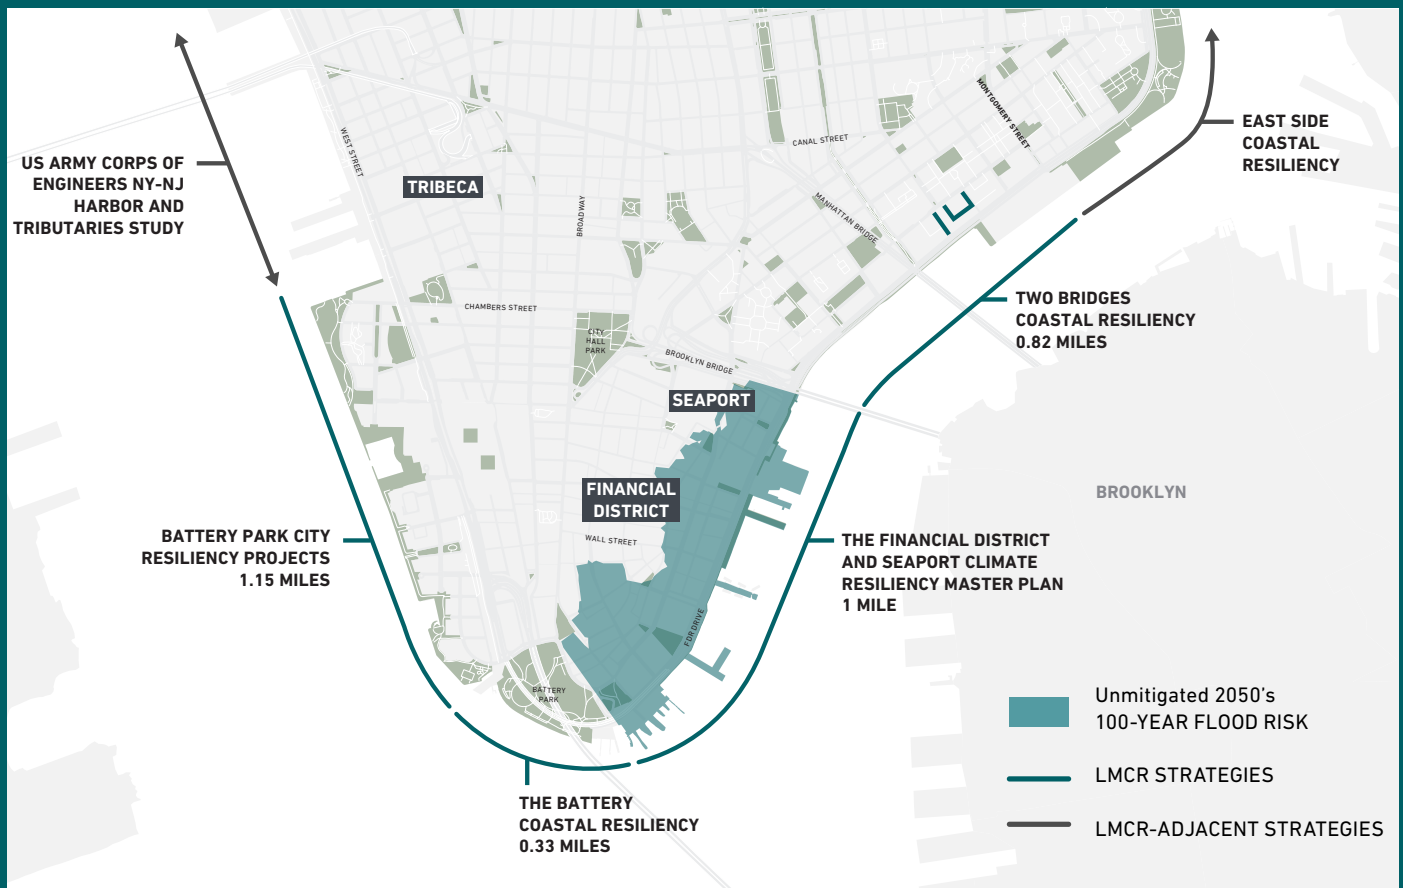 US ARMY CORPS OF
ENGINEERS NY-NJ
HARBOR AND
TRIBUTARIES STUDY
WEST STREET
TRIBECA
BROADWAY
CANAL STREET
MONTGOMERY STREET
MANHATTAN BRIDGE
EAST SIDE
COASTAL
RESILIENCY
CHAMBERS STREET
CITY
HALL
PARK
BROOKLYN BRIDGE
TWO BRIDGES
COASTAL RESILIENCY
0.82 MILES
SEAPORT
FINANCIAL
DISTRICT
WALL STREET
BROOKLYN
BATTERY PARK CITY
RESILIENCY PROJECTS
1.15 MILES
THE FINANCIAL DISTRICT
AND SEAPORT CLIMATE
RESILIENCY MASTER PLAN
1 MILE
FDR DRIVE
BATTERY
PARK
THE BATTERY
COASTAL RESILIENCY
0.33 MILES
Unmitigated 2050's
100-YEAR FLOOD RISK
LMCR STRATEGIES
LMCR-ADJACENT STRATEGIES